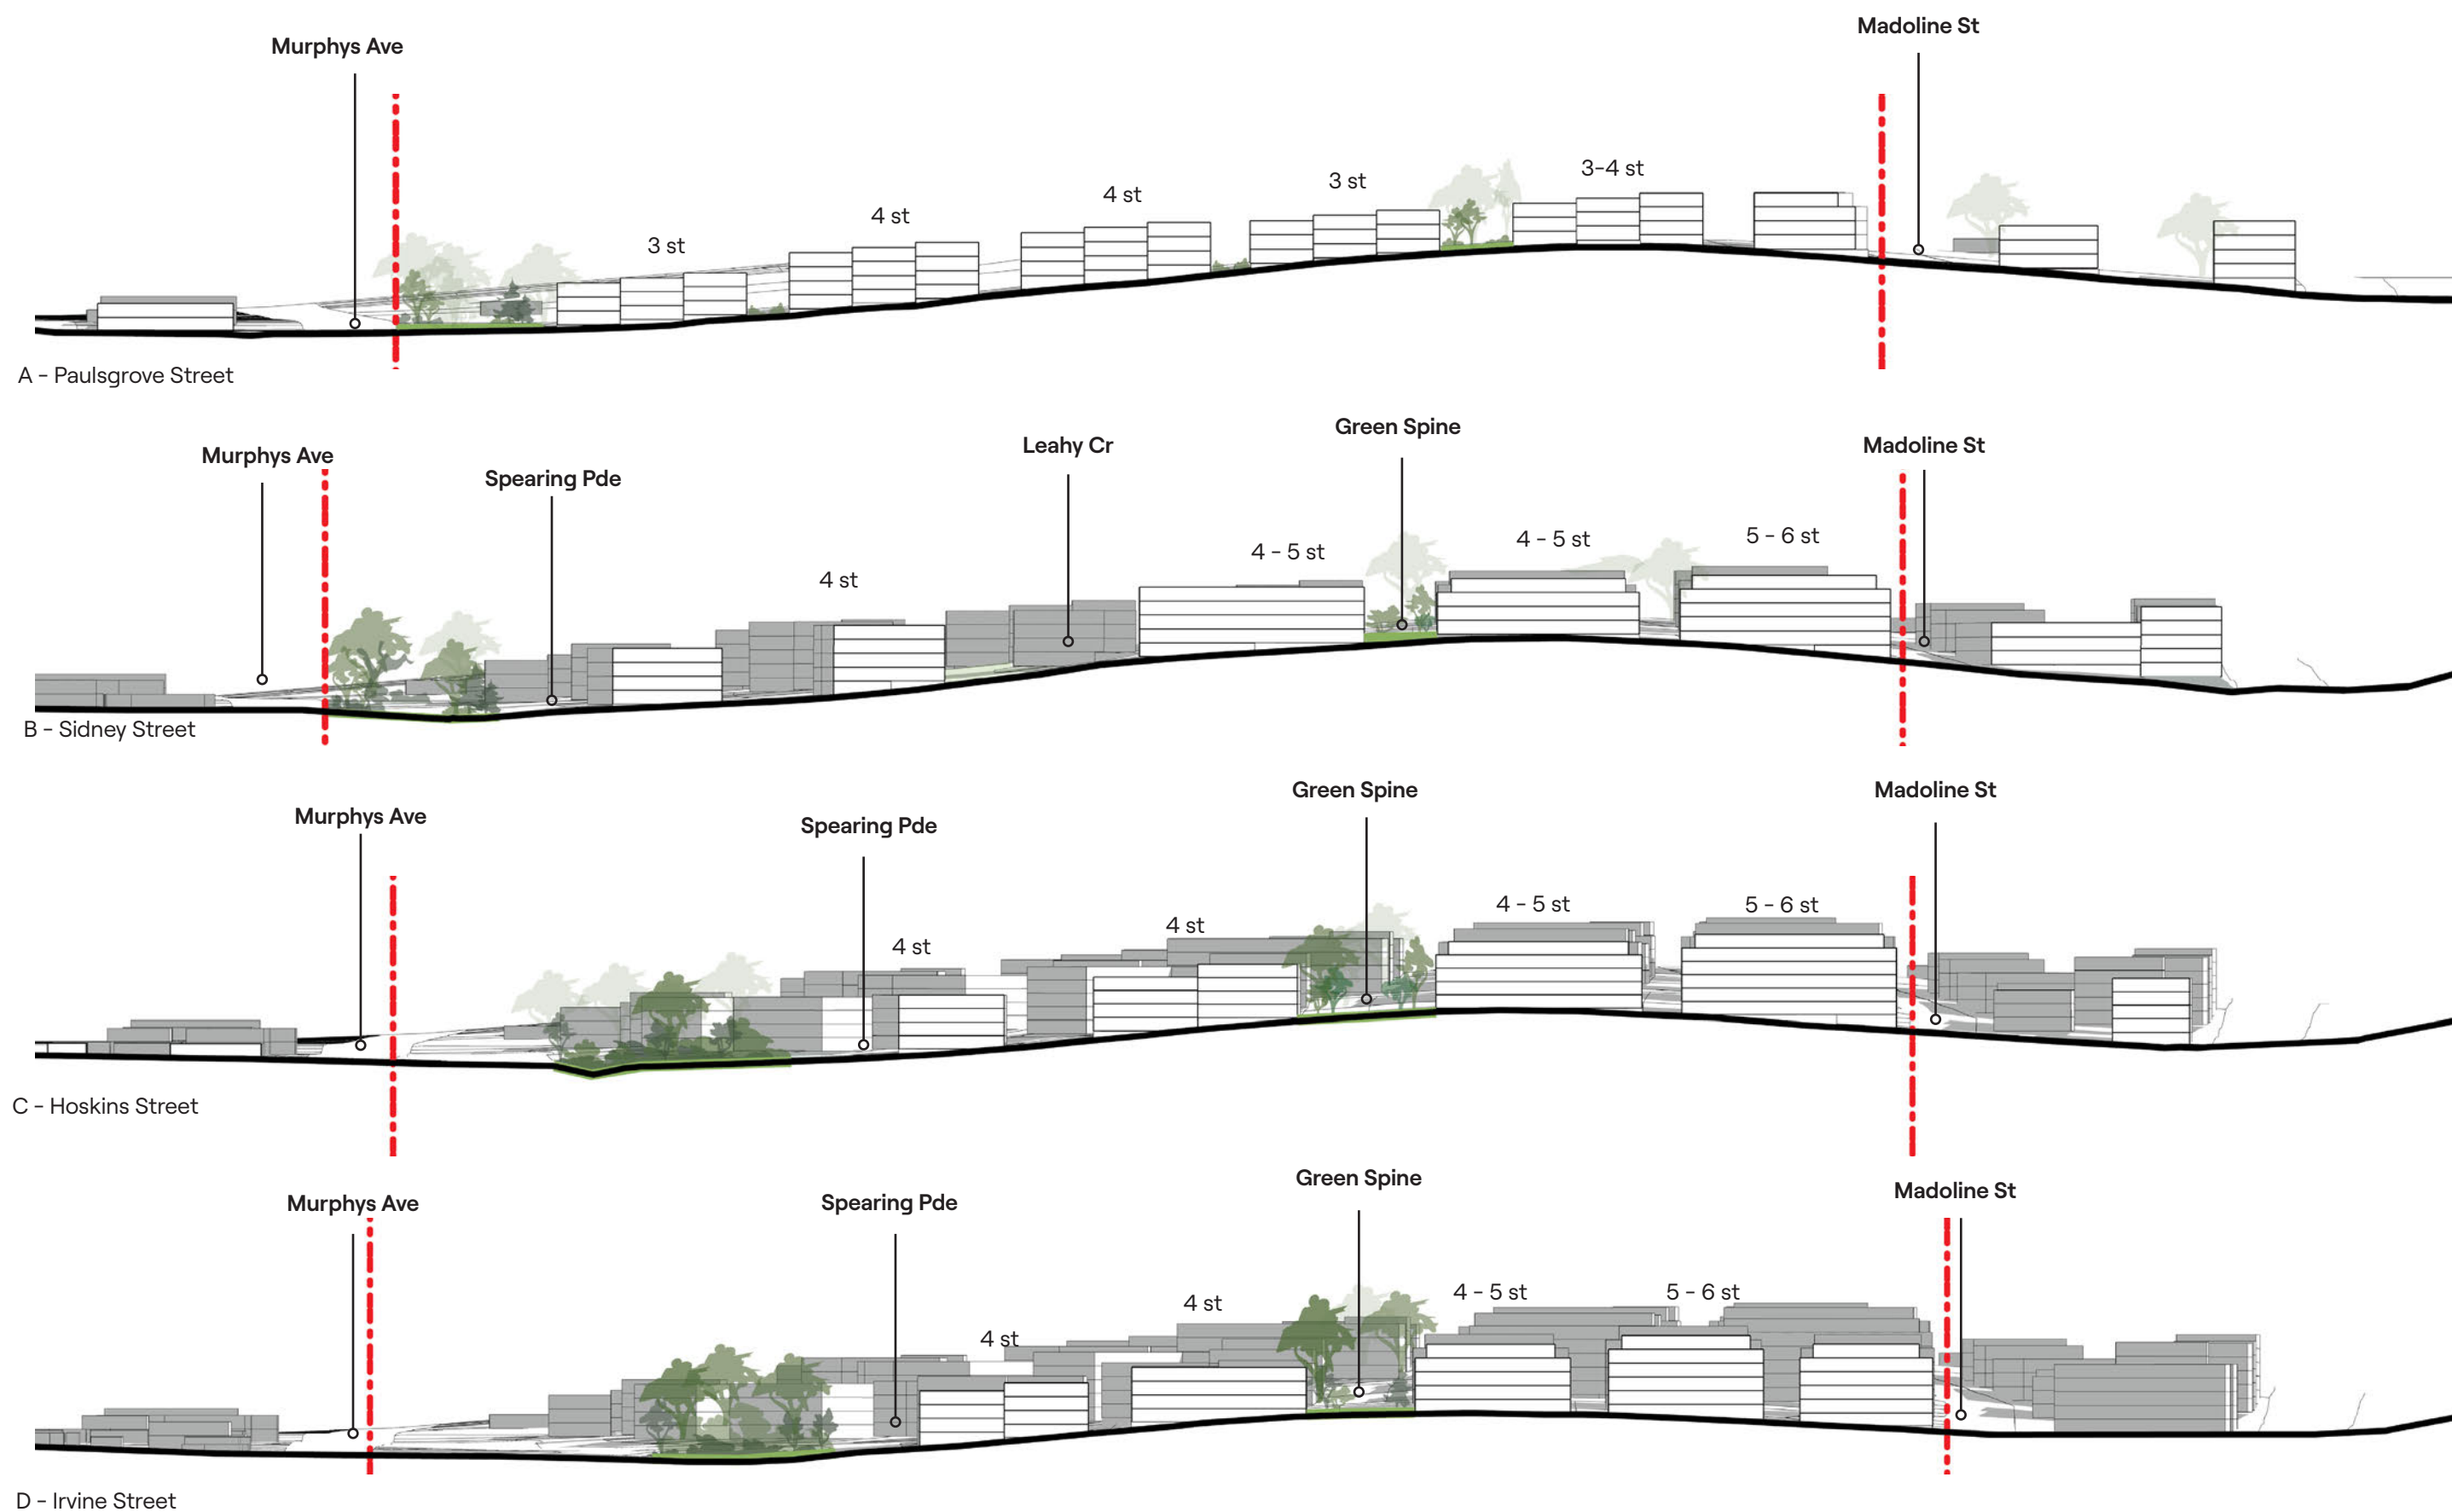 Murphys Ave
Madoline St
3 st
4 st
4 st
3 st
3-4 st
A - Paulsgrove Street
Murphys Ave
Spearing Pde
Leahy Cr
Green Spine
Madoline St
4 st
4 - 5 st
4 - 5 st
5 - 6 st
B - Sidney Street
Murphys Ave
Spearing Pde
Green Spine
Madoline St
4 st
4 st
4 - 5 st
5 - 6 st
C - Hoskins Street
Murphys Ave
Spearing Pde
Green Spine
Madoline St
4 st
4 st
4 - 5 st
5 - 6 st
D - Irvine Street